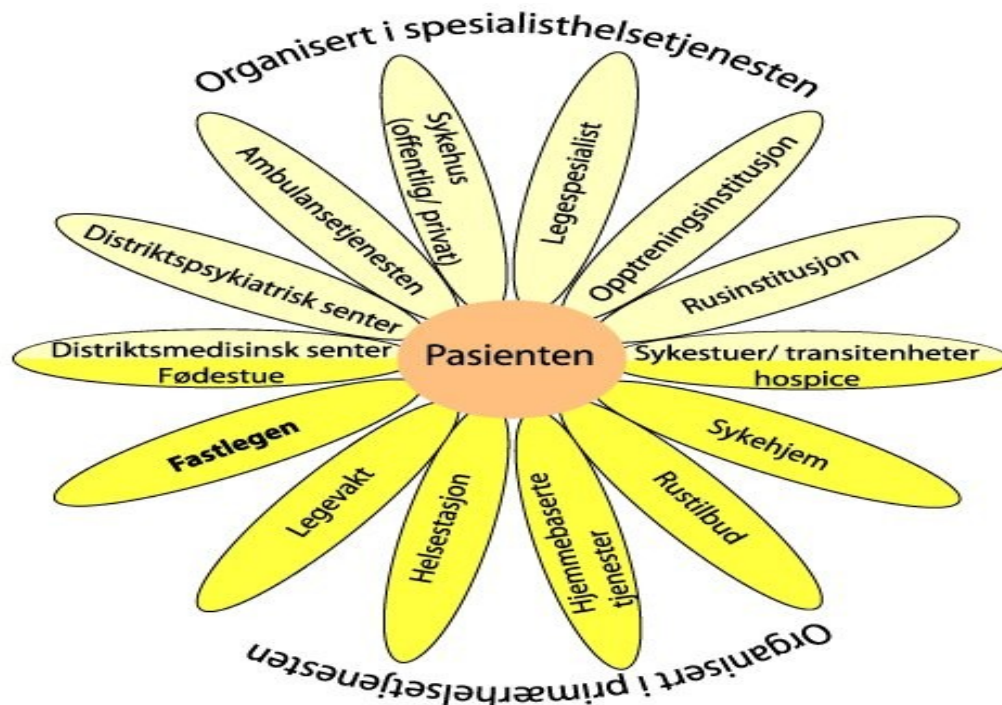 Organisert i spesialisthelsetjenesten
Sykehus
(offentlig/ privat)
Legespesialist
Ambulansetjenesten
Opptreningsinstitusjon
Distriktspsykiatrisk senter
Rusinstitusjon
Distriktsmedisinsk senter
Fødestue
Pasienten
Sykestuer/ transitenheter
hospice
Fastlegen
Sykehjem
Legevakt
Rustilbud
Helsestasjon
Hjemmebaserte
tjenester
Organisert i primærhelsetjenesten